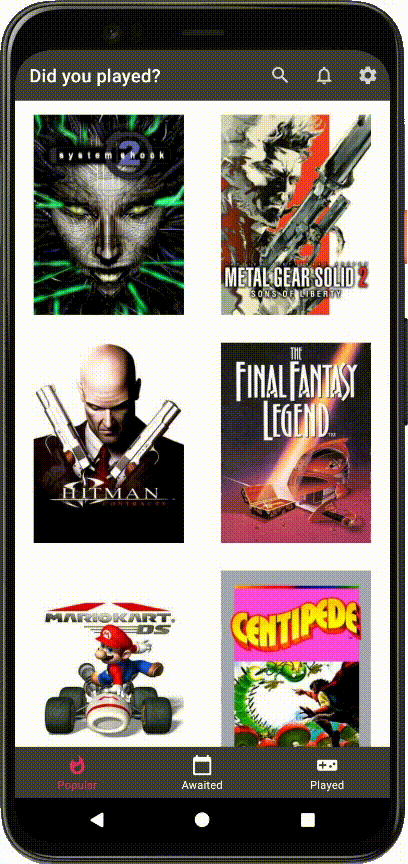 Did you played?
system shock
2
METAL GEAR SOLID 2
SONS OF LIBERTY
THE
FINAL FANTASY
LEGEND™
HITMAN
CONTRACTS
MARIOKART
DS
CENTIPEDE
Popular
Awaited
Played